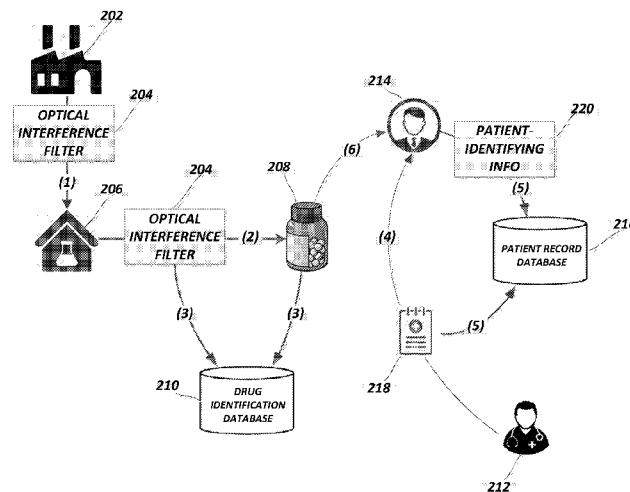 202
OPTICAL
INTERFERENCE
FILTER
204
(1)
206
204
OPTICAL
INTERFERENCE
FILTER
(2)
208
(3)
(3)
210
DRUG
IDENTIFICATION
DATABASE
214
(6)
220
PATIENT-
IDENTIFYING
INFO
(5)
(4)
PATIENT RECORD
DATABASE
(5)
218
212